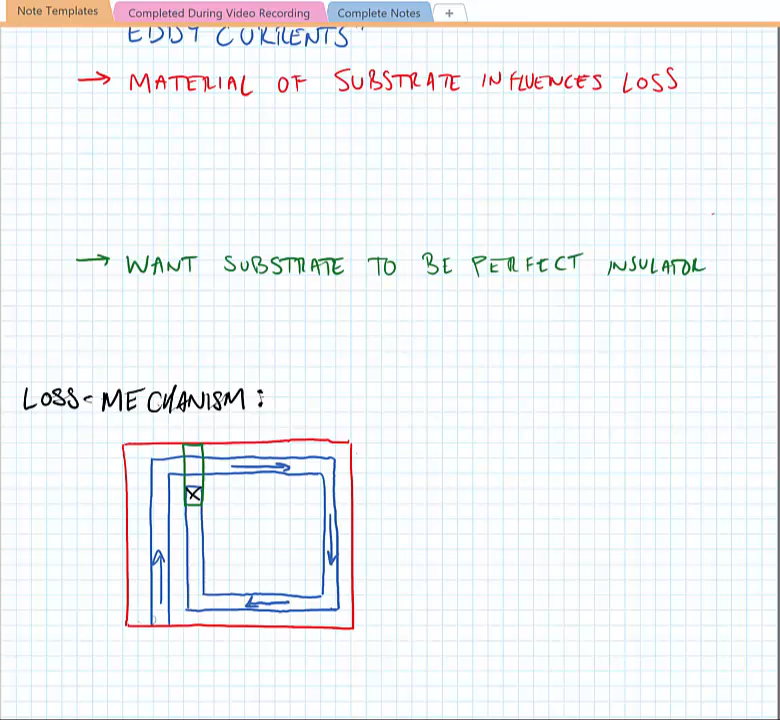 Note Templates Completed During Video Recording Complete Notes +
EDDY CURRENTS"
→ MATERIAL OF SUBSTRATE INFLUENCES LOSS
→ WANT SUBSTRATE TO BE PERFECT INSULATOR
LOSS-MECHANISM:
X